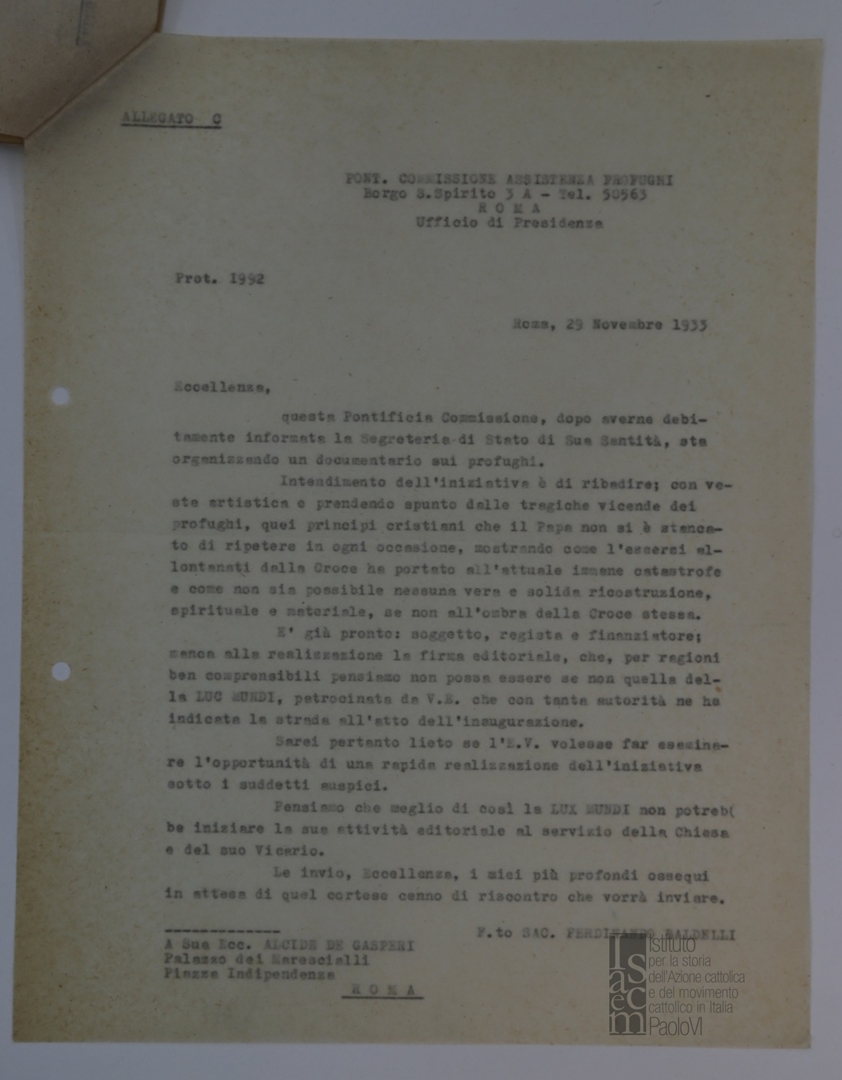 ALLEGATO C
PONT. COMMISSIONE ASSISTENZA PROFUGHI
Borgo S.Spirito 3 A - Tel. 50563
R O M A
Ufficio di Presidenza
Prot. 1992
Roma, 29 Novembre 1933
Eccellenza,
questa Pontificia Commissione, dopo averne debi-
tamente informata la Segreteria di Stato di Sua Santità, sta
organizzando un documentario sui profughi.
Intendimento dell'iniziativa è di ribadire; con ve-
ste artistica e prendendo spunto dalle tragiche vicende dei
profughi, quei principi cristiani che il Papa non si è stanca-
to di ripetere in ogni occasione, mostrando come l'essersi al-
lontanati dalla Croce ha portato all'attuale immane catastrofe
e come non sia possibile nessuna vera e solida ricostruzione,
spirituale e materiale, se non all'ombra della Croce stessa.
E' già pronto: soggetto, regista e finanziatore;
manca alla realizzazione la firma editoriale, che, per ragioni
ben comprensibili pensiamo non possa essere se non quella del-
la LUC MUNDI, patrocinata da V.E. che con tanta autorità ne ha
indicata la strada all'atto dell'inaugurazione.
Sarei pertanto lieto se l'E.V. volesse far esamina-
re l'opportunità di una rapida realizzazione dell'iniziativa
sotto i suddetti auspici.
Pensiamo che meglio di così la LUX MUNDI non potreb(
be iniziare la sua attività editoriale al servizio della Chiesa
e del suo Vicario.
Le invio, Eccellenza, i miei più profondi ossequi
in attesa di quel cortese cenno di riscontro che vorrà inviare.
F.to SAC. FERDINANDO BALDELLI
A Sua Ecc. ALCIDE DE GASPERI
Palazzo dei Marescialli
Piazza Indipendenza
R O M A
Isacem
Istituto
per la storia
dell'Azione cattolica
e del movimento
cattolico in Italia
PaoloVI